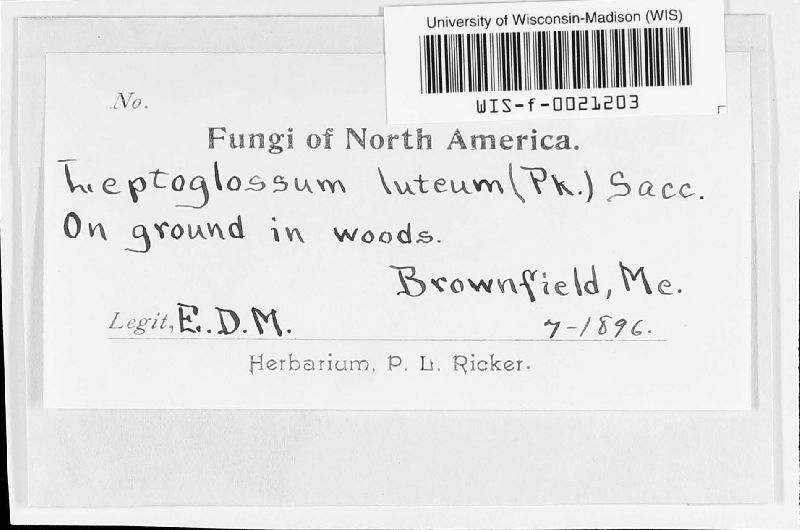 University of Wisconsin-Madison (WIS)
WIS-f-0021203
No.
Fungi of North America.
Leptoglossum luteum (Pk.) Sacc.
On ground in woods.
Brownfield, Me.
Legit, E.D.M. 7-1896.
Herbarium, P. L. Ricker.